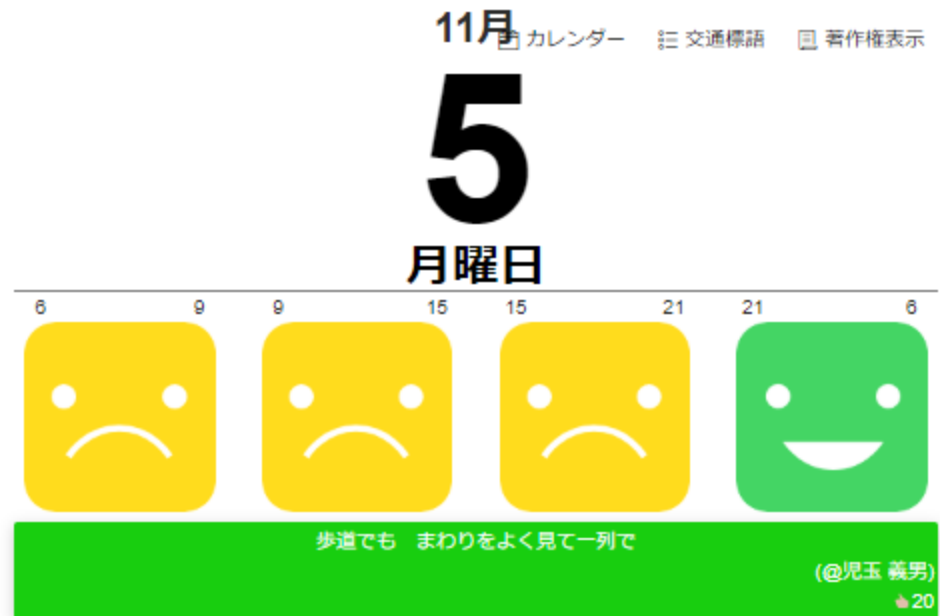 11月
カレンダー 交通標語 著作権表示
5
月曜日
6 9 9 15 15 21 21 6
歩道でも まわりをよく見て一列で
(@児玉 義男)
20